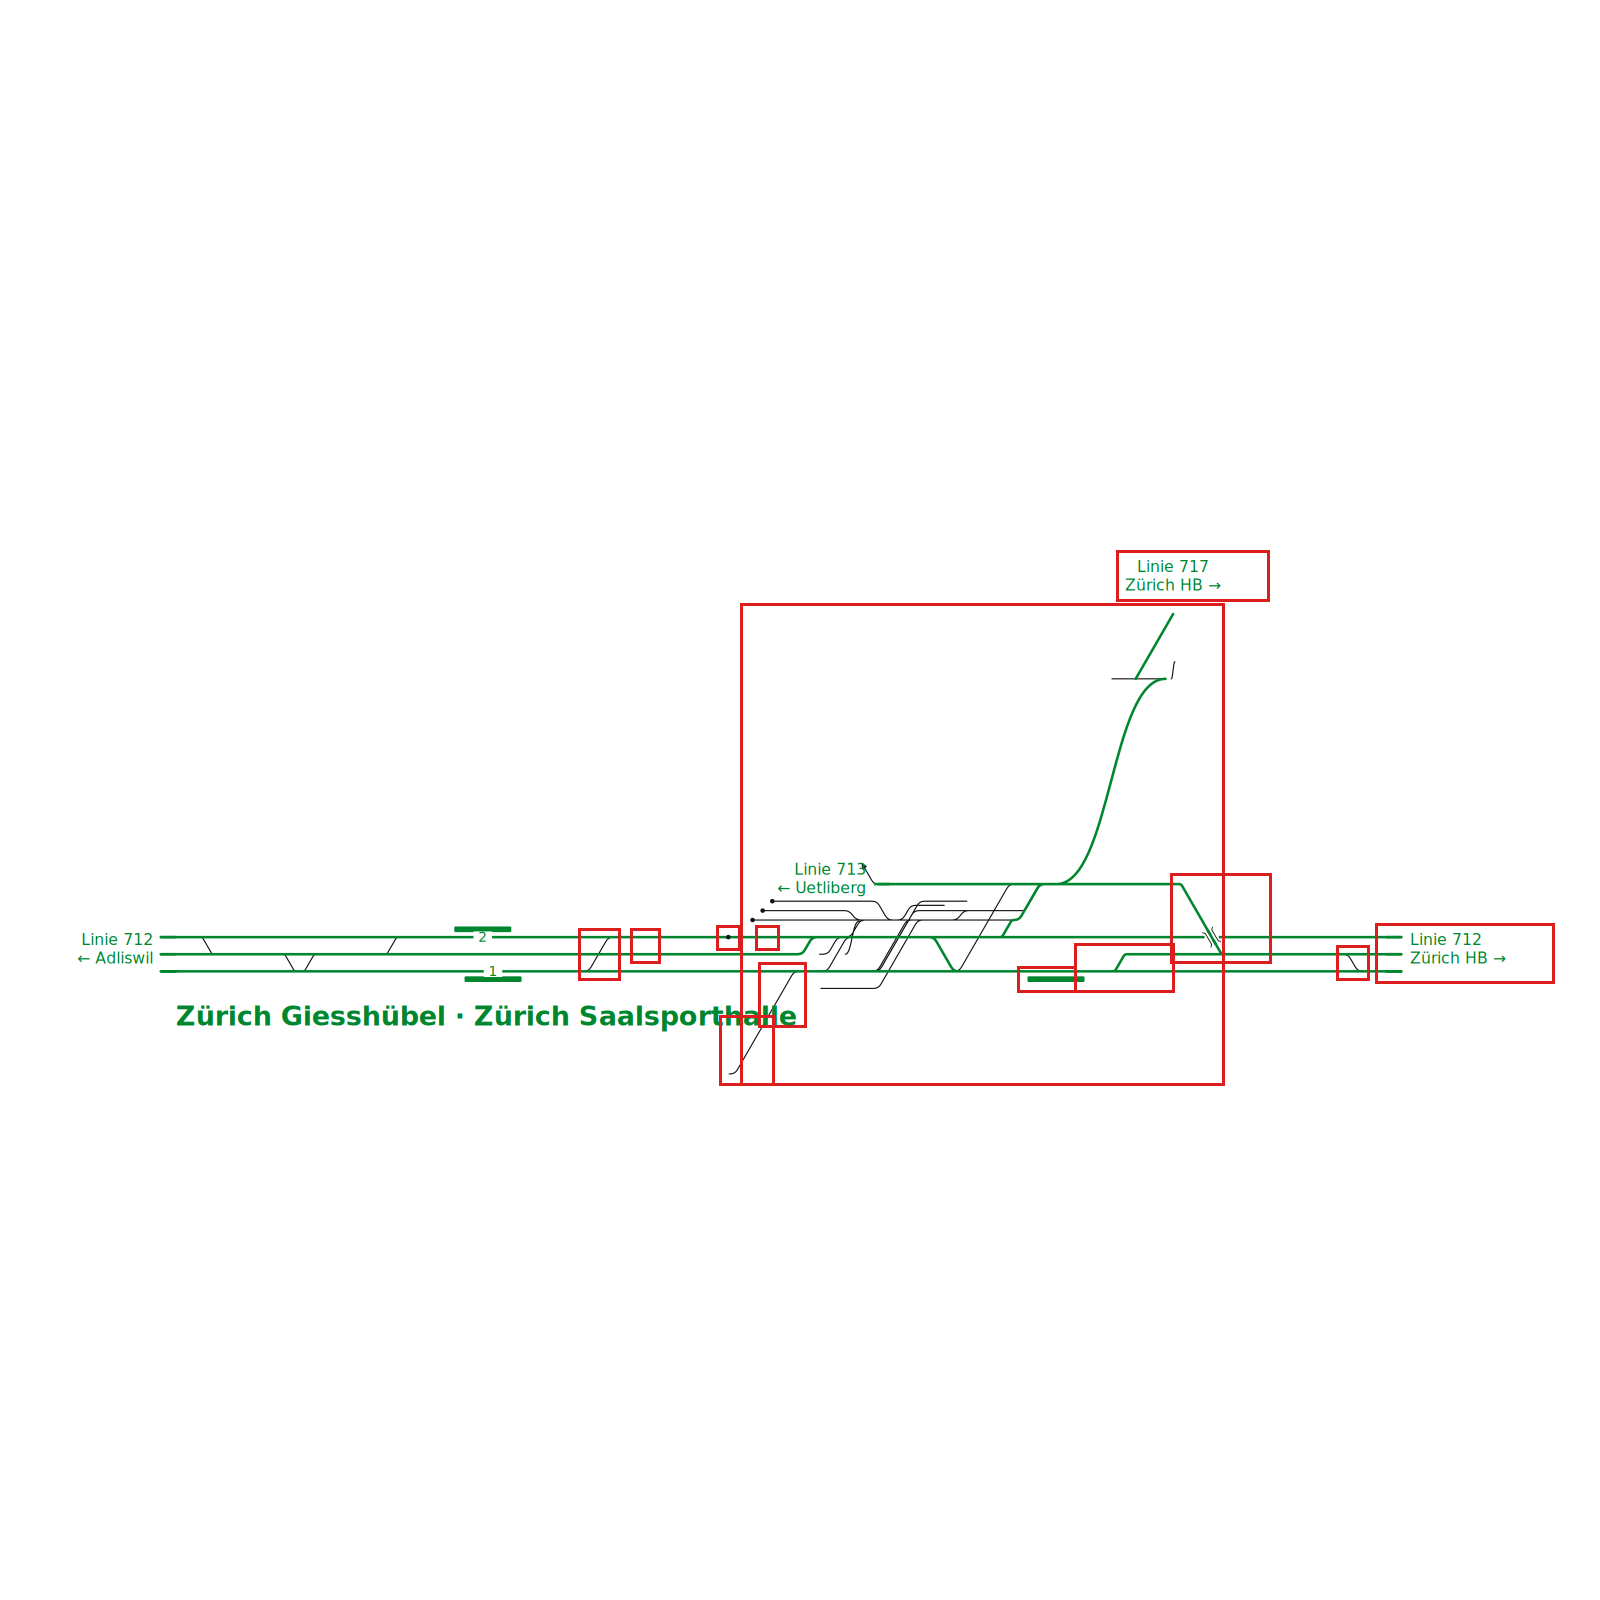 Linie 717
Zürich HB →
Linie 713
← Uetliberg
Linie 712
← Adliswil
2
1
Linie 712
Zürich HB →
Zürich Giesshübel · Zürich Saalsporthalle